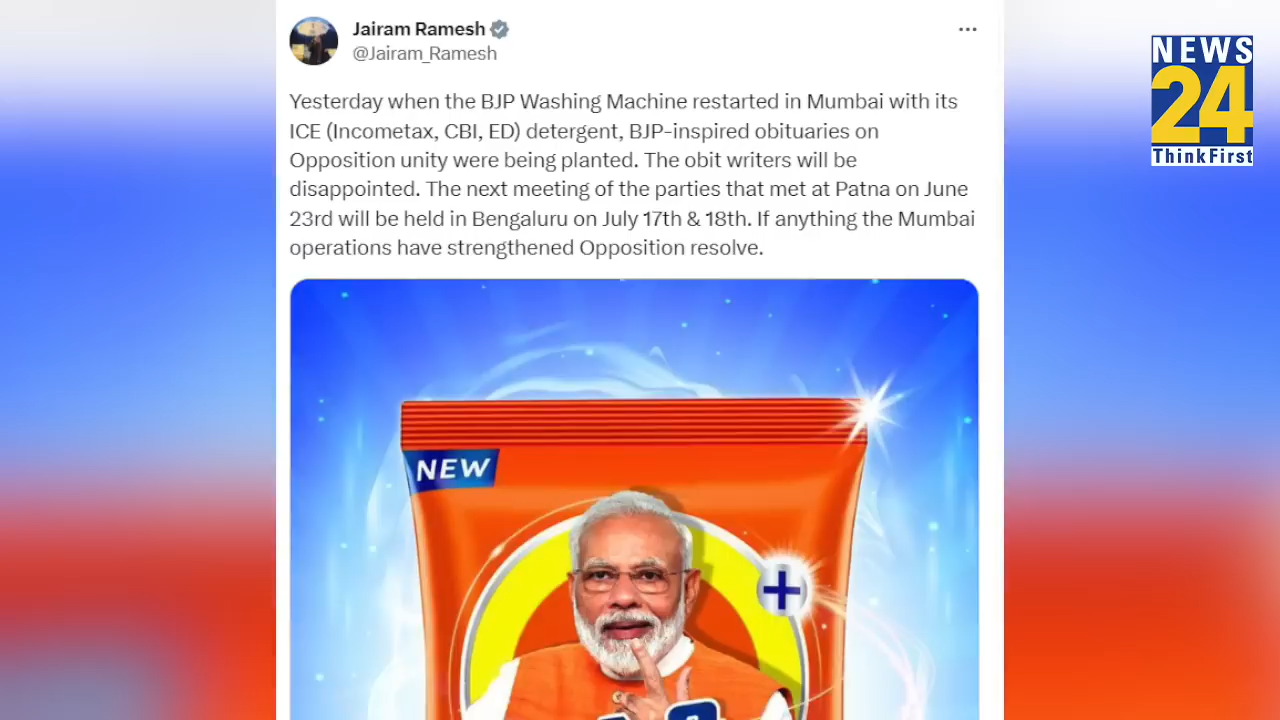 Jairam Ramesh
@Jairam_Ramesh
Yesterday when the BJP Washing Machine restarted in Mumbai with its
ICE (Incometax, CBI, ED) detergent, BJP-inspired obituaries on
Opposition unity were being planted. The obit writers will be
disappointed. The next meeting of the parties that met at Patna on June
23rd will be held in Bengaluru on July 17th & 18th. If anything the Mumbai
operations have strengthened Opposition resolve.
NEW
+
NEWS
24
ThinkFirst